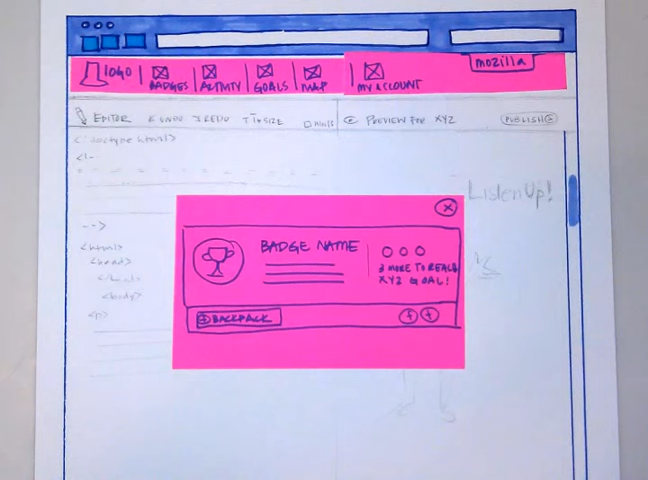 LOGO BADGES ACTIVITY GOALS MAP MY ACCOUNT mozilla
EDITOR UNDO REDO T SIZE HINTS PREVIEW FOR XYZ PUBLISH
<!doctype html>
<!--
Listen Up!
X
BADGE NAME
3 MORE TO REACH
XYZ GOAL!
-->
<html>
<head>
</head>
<body>
<p>
+ BACKPACK
f t